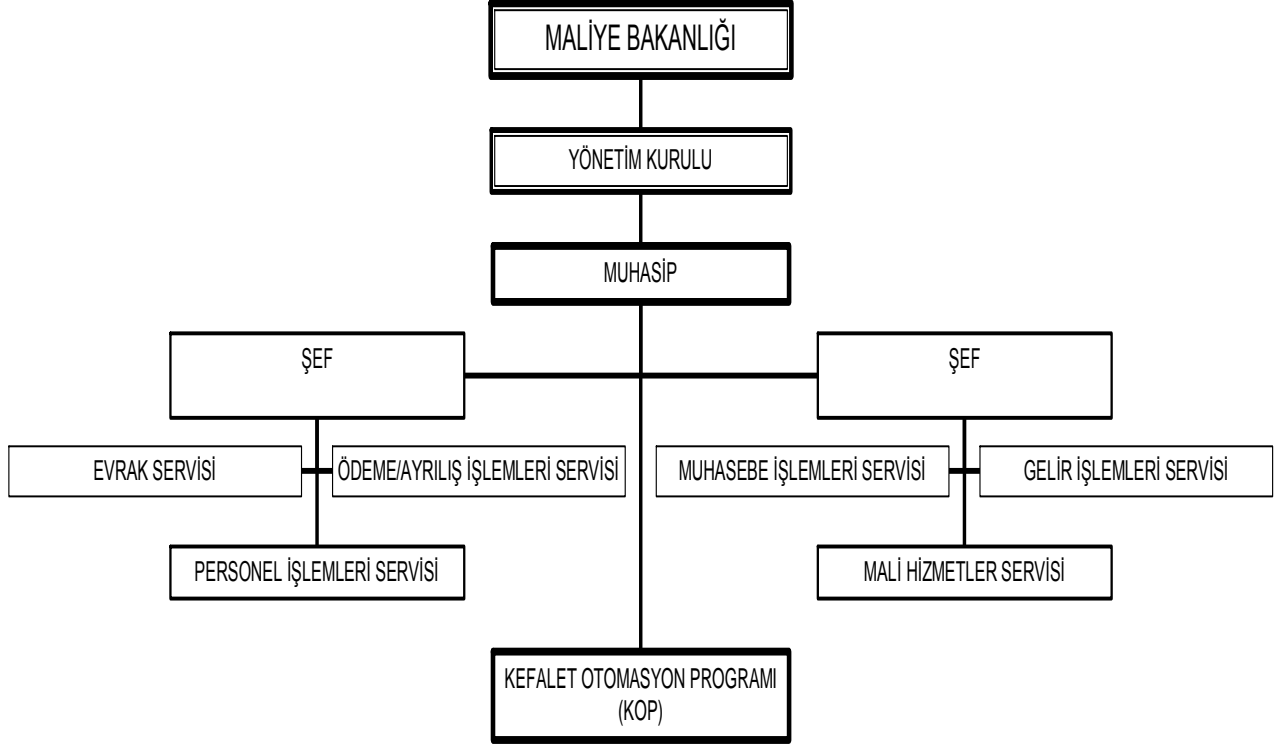 MALİYE BAKANLIĞI
YÖNETİM KURULU
MUHASİP
ŞEF
ŞEF
EVRAK SERVİSİ
ÖDEME/AYRILIŞ İŞLEMLERİ SERVİSİ
MUHASEBE İŞLEMLERİ SERVİSİ
GELİR İŞLEMLERİ SERVİSİ
PERSONEL İŞLEMLERİ SERVİSİ
MALİ HİZMETLER SERVİSİ
KEFALET OTOMASYON PROGRAMI
(KOP)